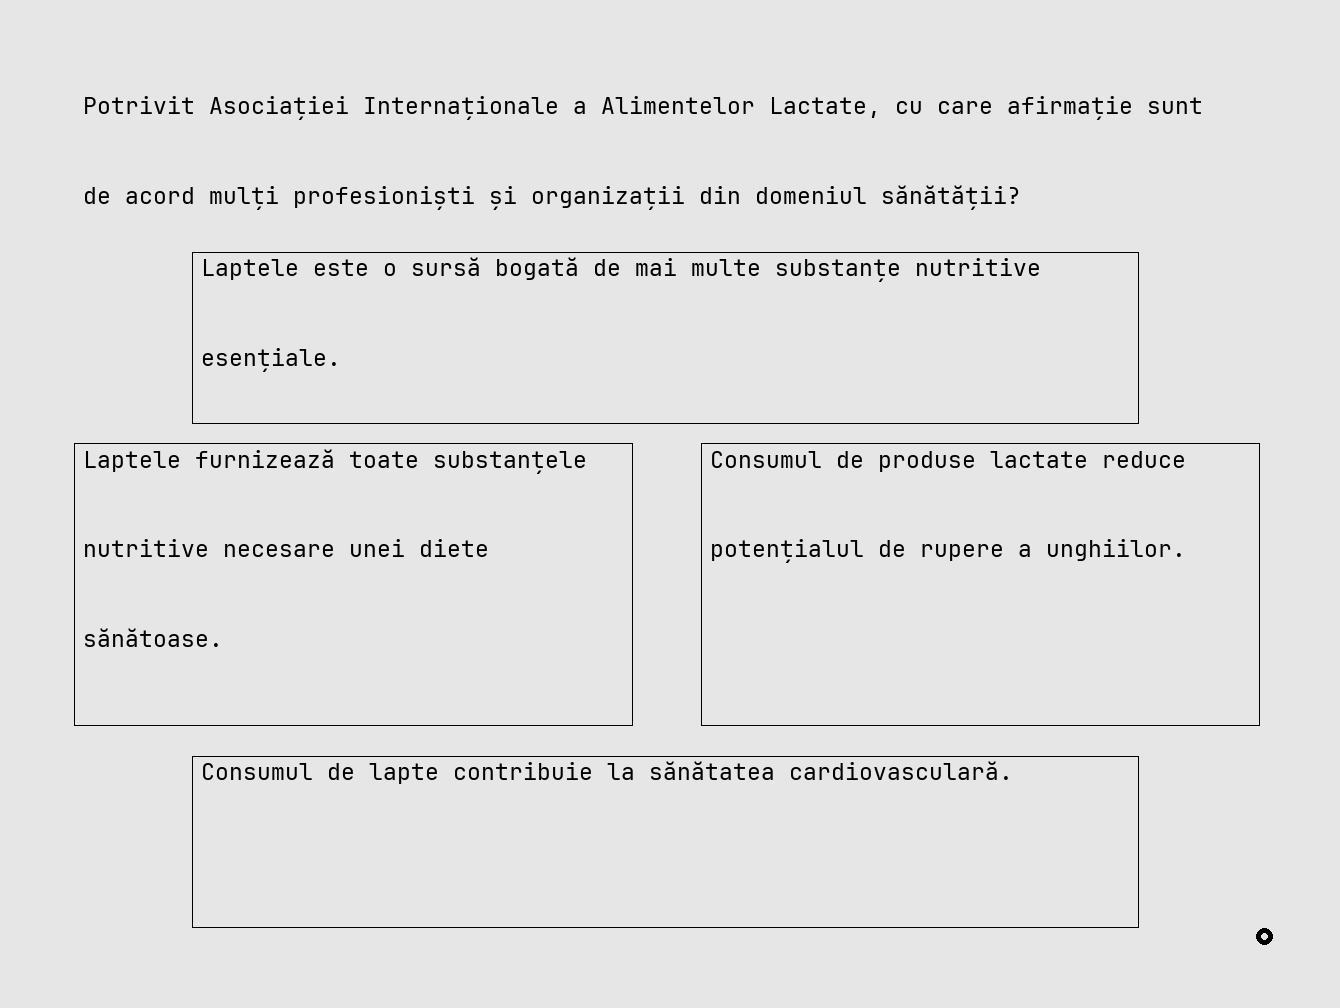 Potrivit Asociației Internaționale a Alimentelor Lactate, cu care afirmație sunt
de acord mulți profesioniști și organizații din domeniul sănătății?
Laptele este o sursă bogată de mai multe substanțe nutritive
esențiale.
Laptele furnizează toate substanțele
nutritive necesare unei diete
sănătoase.
Consumul de produse lactate reduce
potențialul de rupere a unghiilor.
Consumul de lapte contribuie la sănătatea cardiovasculară.